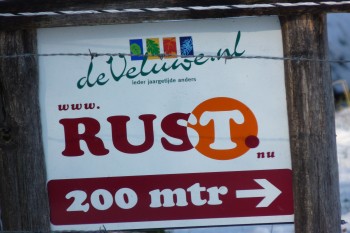 deVeluwe.nl
Ieder jaargetijde anders
www.
RUST.
nu
200 mtr →